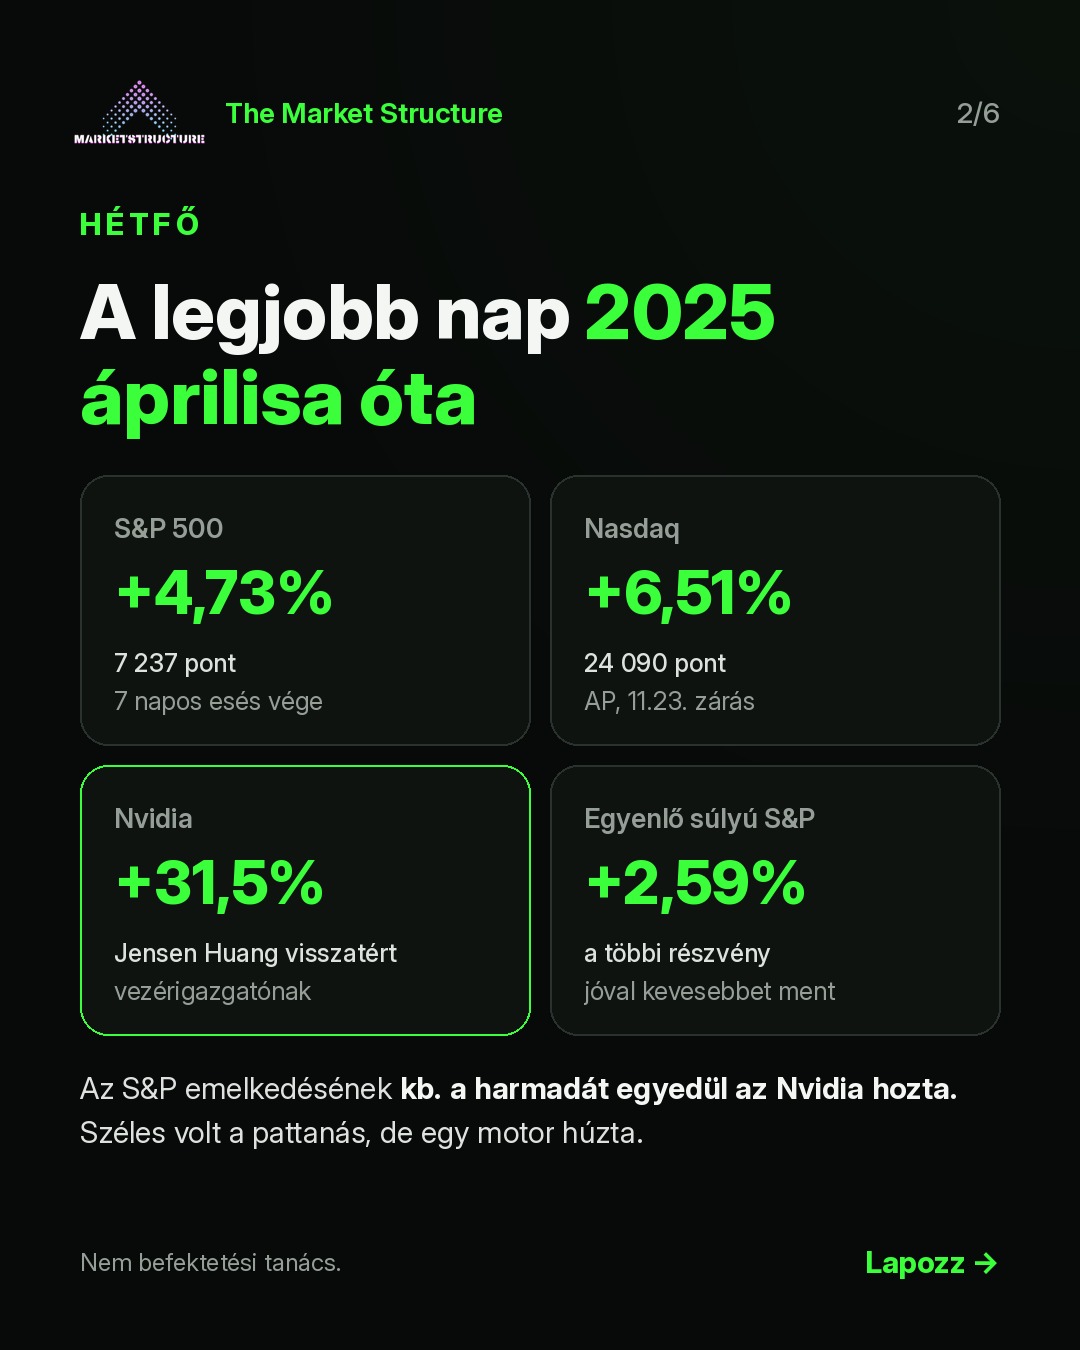 MARKETSTRUCTURE
The Market Structure
2/6
HÉTFŐ
A legjobb nap 2025
áprilisa óta
S&P 500
+4,73%
7 237 pont
7 napos esés vége
Nasdaq
+6,51%
24 090 pont
AP, 11.23. zárás
Nvidia
+31,5%
Jensen Huang visszatért
vezérigazgatónak
Egyenlő súlyú S&P
+2,59%
a többi részvény
jóval kevesebbet ment
Az S&P emelkedésének kb. a harmadát egyedül az Nvidia hozta.
Széles volt a pattanás, de egy motor húzta.
Nem befektetési tanács.
Lapozz →